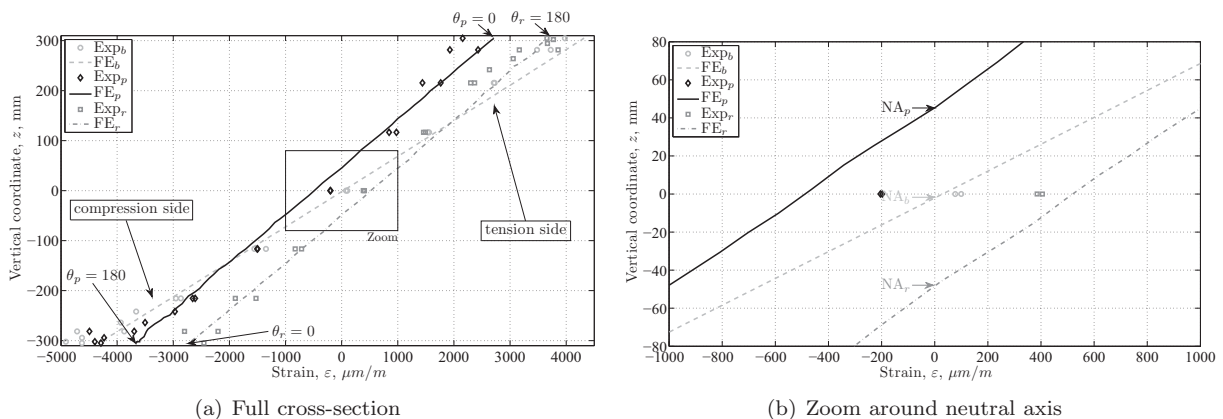 θp = 0
θr = 180
300
200
100
0
−100
−200
−300
Vertical coordinate, z, mm
Expb
FEb
Expp
FEp
Expr
FEr
compression side
tension side
Zoom
θp = 180
θr = 0
−5000 −4000 −3000 −2000 −1000 0 1000 2000 3000 4000
Strain, ε, μm/m
(a) Full cross-section
80
60
40
20
0
−20
−40
−60
−80
Vertical coordinate, z, mm
Expb
FEb
Expp
FEp
Expr
FEr
NAp
NAb
NAr
−1000 −800 −600 −400 −200 0 200 400 600 800 1000
Strain, ε, μm/m
(b) Zoom around neutral axis